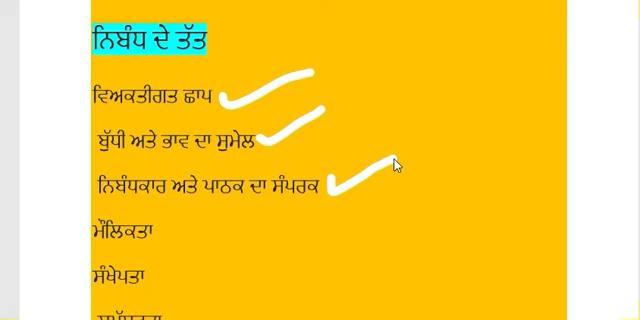 ਨਿਬੰਧ ਦੇ ਤੱਤ
ਵਿਅਕਤੀਗਤ ਛਾਪ
ਬੁੱਧੀ ਅਤੇ ਭਾਵ ਦਾ ਸੁਮੇਲ
ਨਿਬੰਧਕਾਰ ਅਤੇ ਪਾਠਕ ਦਾ ਸੰਪਰਕ
ਮੌਲਿਕਤਾ
ਸੰਖੇਪਤਾ